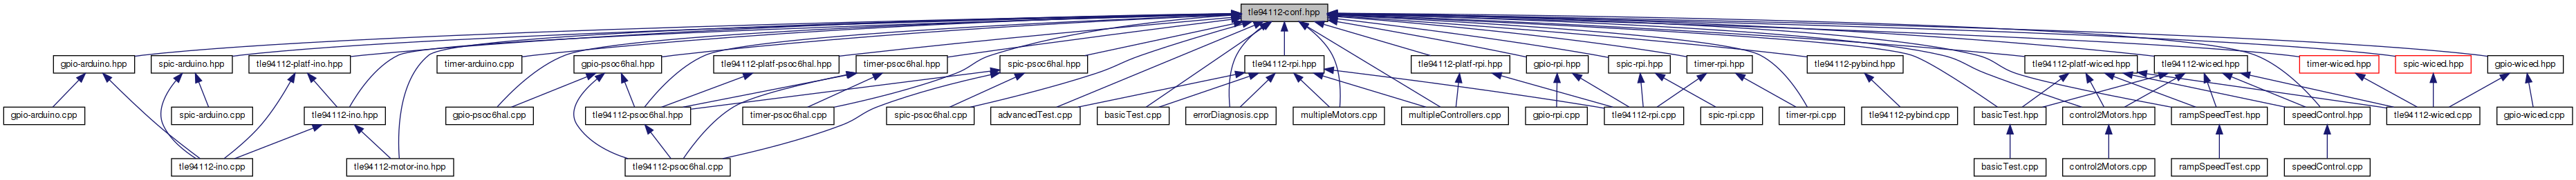 tle94112-conf.hpp
gpio-arduino.hpp
spic-arduino.hpp
tle94112-platf-ino.hpp
timer-arduino.cpp
gpio-psoc6hal.hpp
tle94112-platf-psoc6hal.hpp
timer-psoc6hal.hpp
spic-psoc6hal.hpp
tle94112-rpi.hpp
tle94112-platf-rpi.hpp
gpio-rpi.hpp
spic-rpi.hpp
timer-rpi.hpp
tle94112-pybind.hpp
tle94112-platf-wiced.hpp
tle94112-wiced.hpp
timer-wiced.hpp
spic-wiced.hpp
gpio-wiced.hpp
gpio-arduino.cpp
spic-arduino.cpp
tle94112-ino.hpp
gpio-psoc6hal.cpp
tle94112-psoc6hal.hpp
timer-psoc6hal.cpp
spic-psoc6hal.cpp
advancedTest.cpp
basicTest.cpp
errorDiagnosis.cpp
multipleMotors.cpp
multipleControllers.cpp
gpio-rpi.cpp
tle94112-rpi.cpp
spic-rpi.cpp
timer-rpi.cpp
tle94112-pybind.cpp
basicTest.hpp
control2Motors.hpp
rampSpeedTest.hpp
speedControl.hpp
tle94112-wiced.cpp
gpio-wiced.cpp
tle94112-ino.cpp
tle94112-motor-ino.hpp
tle94112-psoc6hal.cpp
basicTest.cpp
control2Motors.cpp
rampSpeedTest.cpp
speedControl.cpp